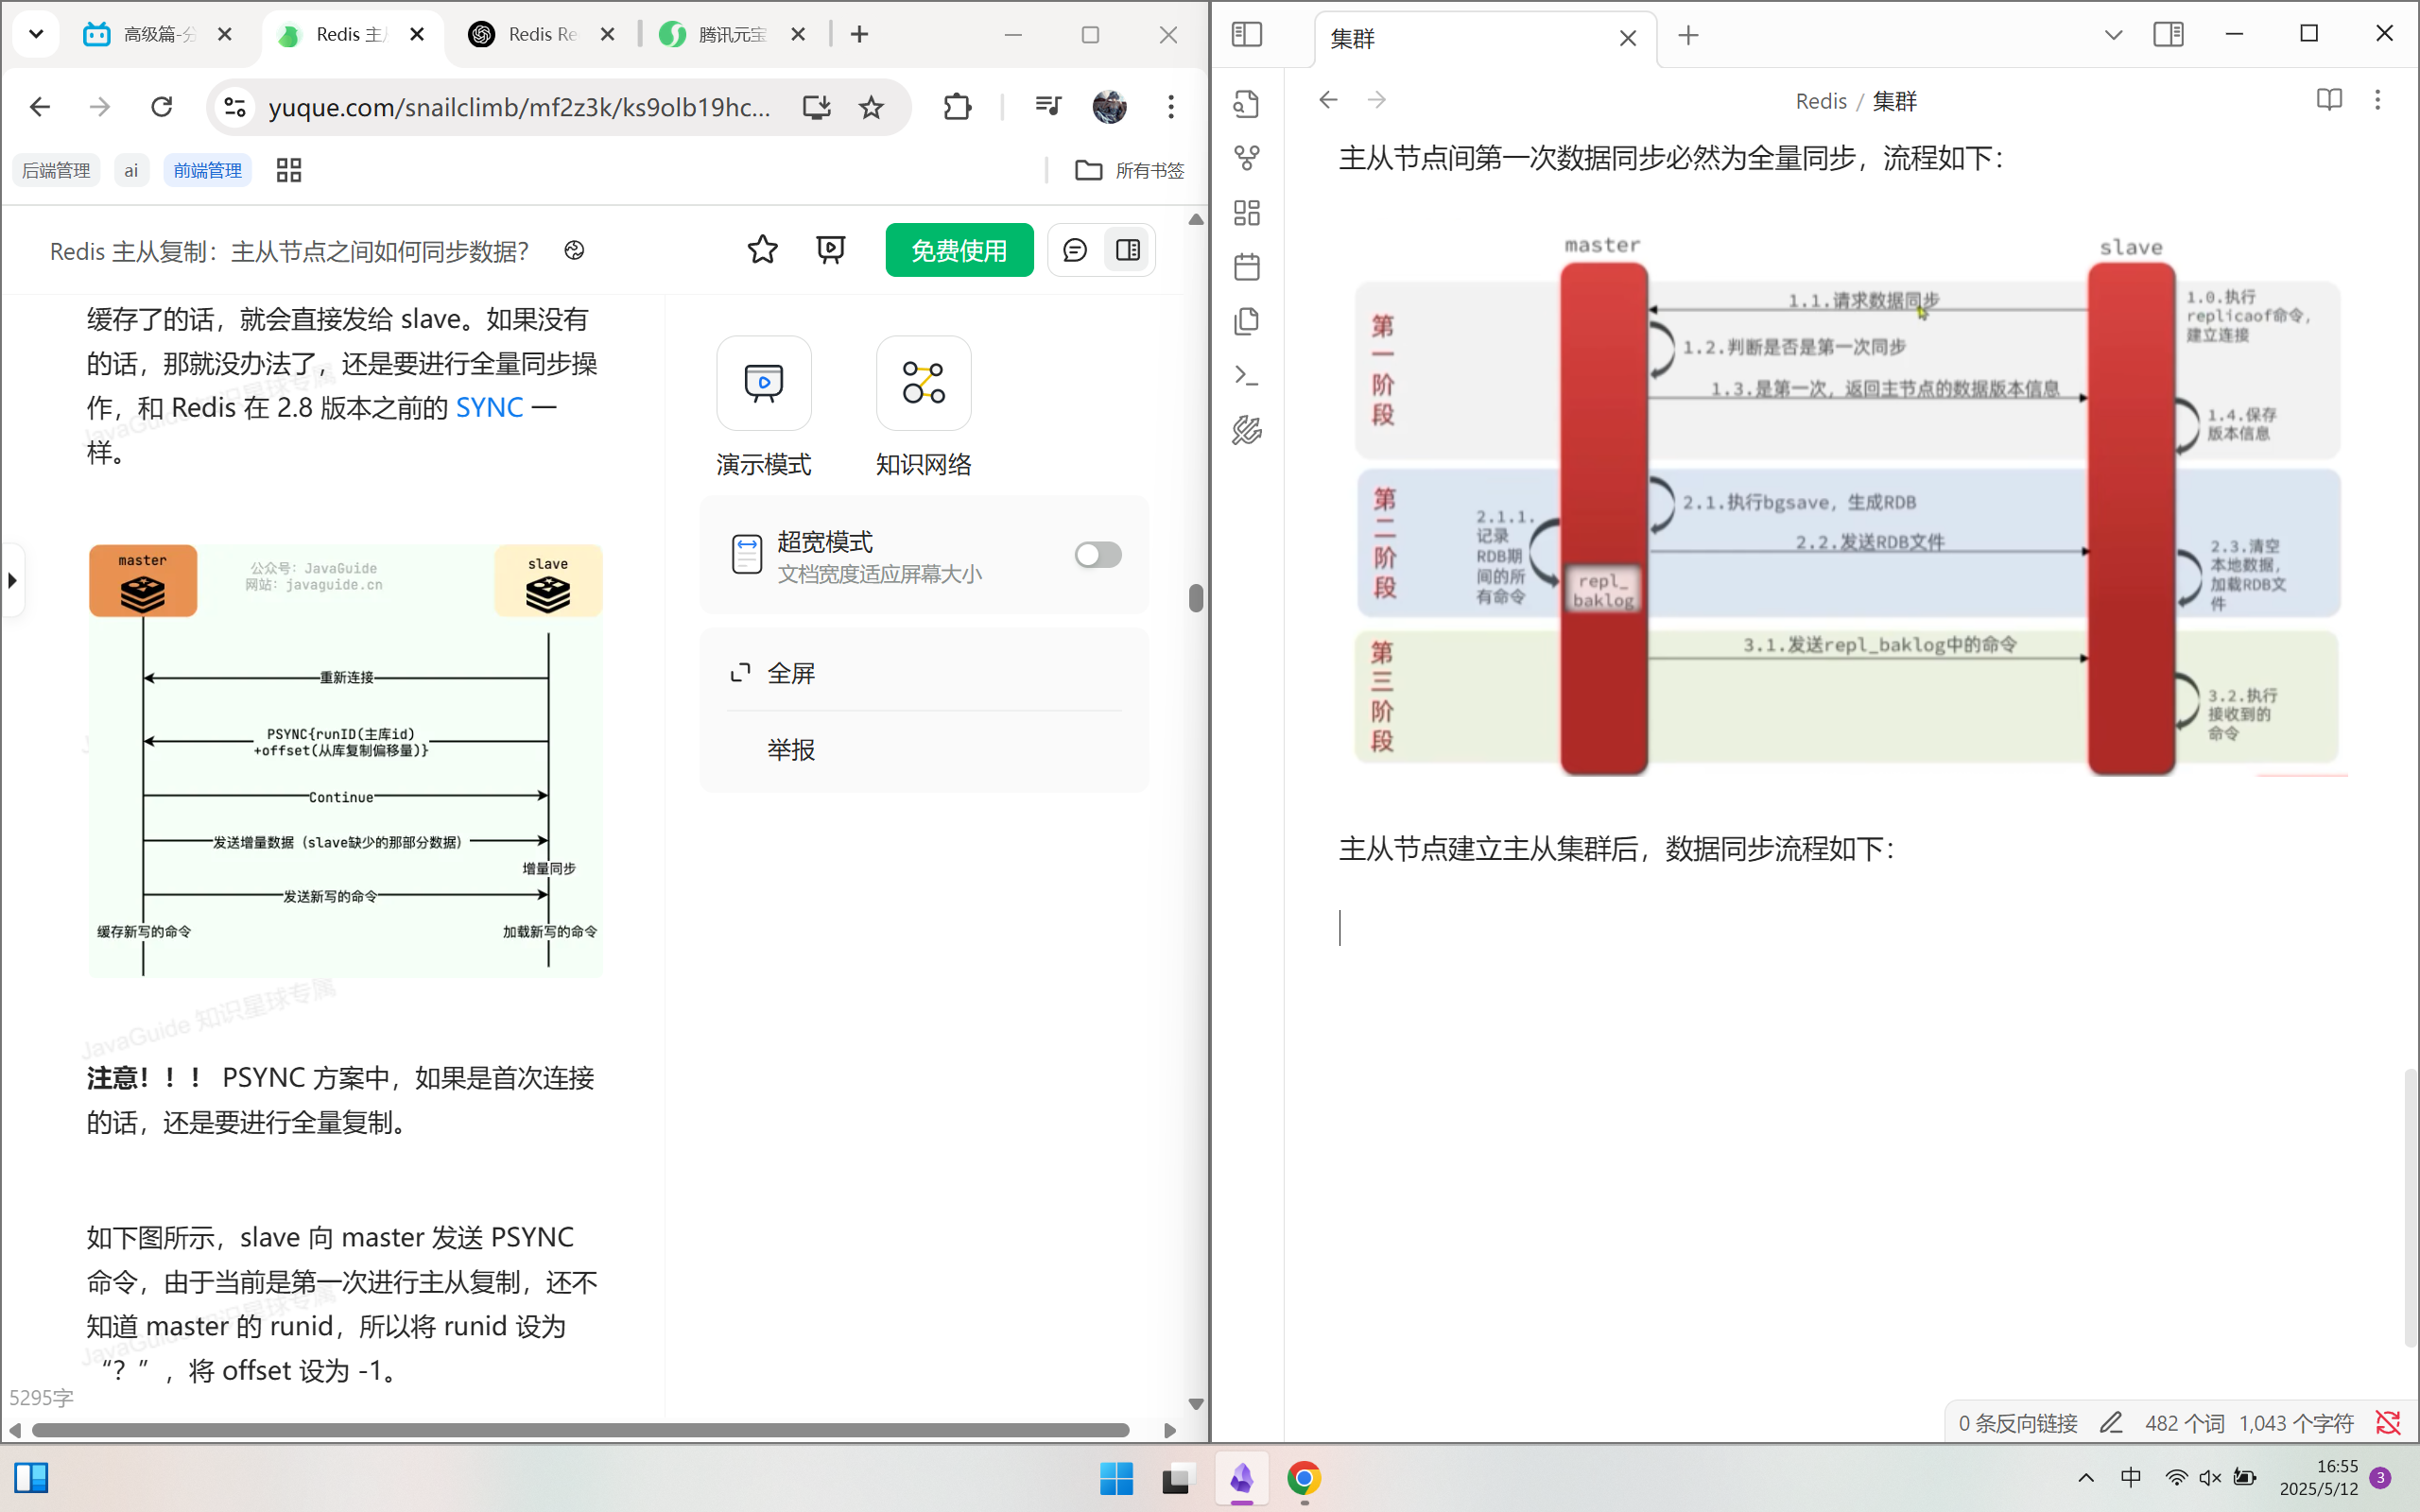 高级篇-分
Redis 主
Redis Re
腾讯元宝
yuque.com/snailclimb/mf2z3k/ks9olb19hc...
后端管理
ai
前端管理
所有书签
Redis 主从复制：主从节点之间如何同步数据？
免费使用
缓存了的话，就会直接发给 slave。如果没有
的话，那就没办法了，还是要进行全量同步操
作，和 Redis 在 2.8 版本之前的 SYNC 一
样。
master
公众号：JavaGuide
网站：javaguide.cn
slave
重新连接
PSYNC{runID(主库id)
+offset(从库复制偏移量)}
Continue
发送增量数据（slave缺少的那部分数据）
增量同步
发送新写的命令
缓存新写的命令
加载新写的命令
JavaGuide 知识星球专属
注意！！！ PSYNC 方案中，如果是首次连接
的话，还是要进行全量复制。
如下图所示，slave 向 master 发送 PSYNC
命令，由于当前是第一次进行主从复制，还不
知道 master 的 runid，所以将 runid 设为
“？”，将 offset 设为 -1。
5295字
演示模式
知识网络
超宽模式
文档宽度适应屏幕大小
全屏
举报
集群
Redis / 集群
主从节点间第一次数据同步必然为全量同步，流程如下：
master
slave
第一阶段
1.0.执行
replicaof命令，
建立连接
1.1.请求数据同步
1.2.判断是否是第一次同步
1.3.是第一次，返回主节点的数据版本信息
1.4.保存
版本信息
第二阶段
2.1.执行bgsave，生成RDB
2.1.1.
记录
RDB期
间的所
有命令
repl_
baklog
2.2.发送RDB文件
2.3.清空
本地数据，
加载RDB文
件
第三阶段
3.1.发送repl_baklog中的命令
3.2.执行
接收到的
命令
主从节点建立主从集群后，数据同步流程如下：
0 条反向链接
482 个词
1,043 个字符
中
16:55
2025/5/12
3